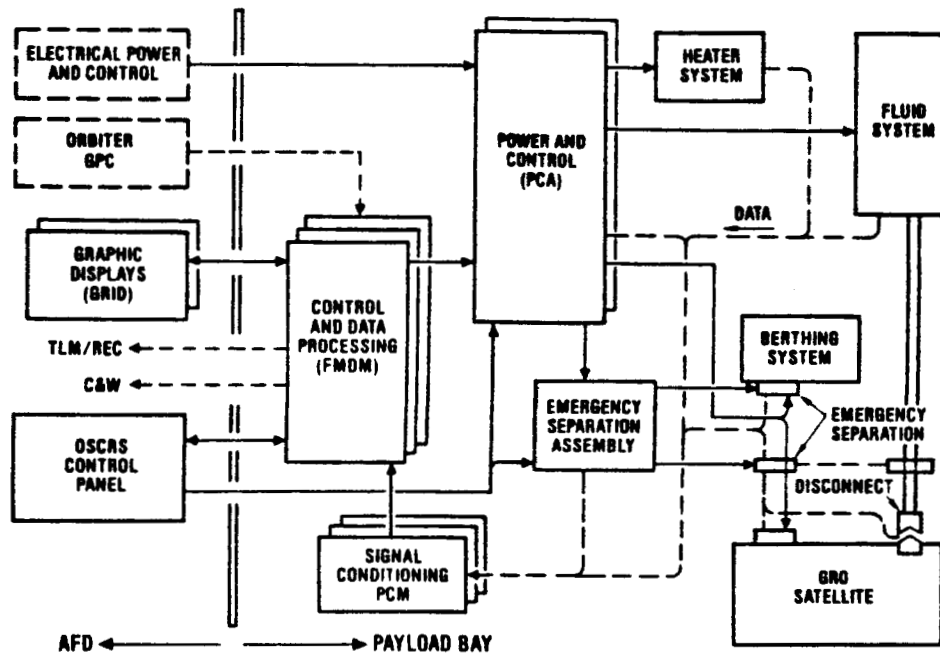 ELECTRICAL POWER
AND CONTROL
ORBITER
GPC
GRAPHIC
DISPLAYS
(GRID)
TLM/REC
C&W
OSCRS
CONTROL
PANEL
CONTROL
AND DATA
PROCESSING
(FMDM)
SIGNAL
CONDITIONING
PCM
POWER AND
CONTROL
(PCA)
HEATER
SYSTEM
FLUID
SYSTEM
DATA
BERTHING
SYSTEM
EMERGENCY
SEPARATION
ASSEMBLY
EMERGENCY
SEPARATION
DISCONNECT
GRO
SATELLITE
AFD
PAYLOAD BAY